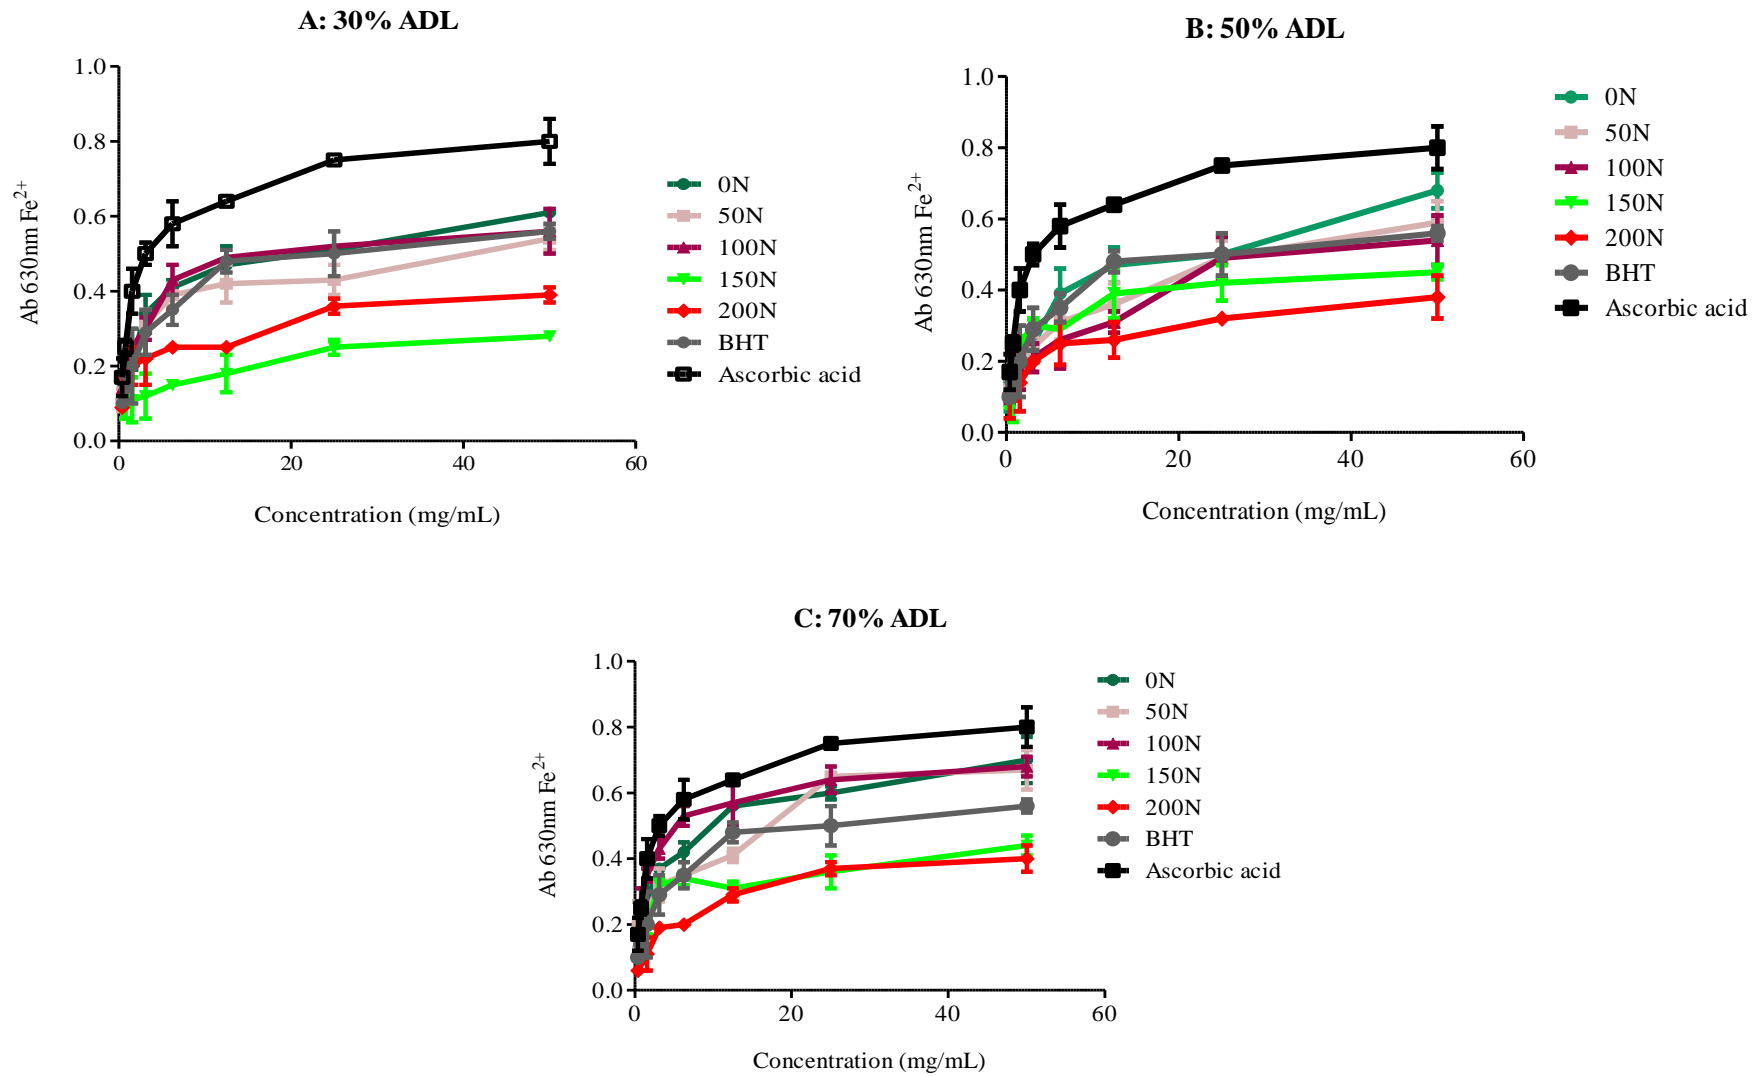 A: 30% ADL
1.0
0.8
0.6
0.4
0.2
0.0
Ab 630nm Fe²⁺
0 20 40 60
Concentration (mg/mL)
0N
50N
100N
150N
200N
BHT
Ascorbic acid
B: 50% ADL
1.0
0.8
0.6
0.4
0.2
0.0
Ab 630nm Fe²⁺
0 20 40 60
Concentration (mg/mL)
0N
50N
100N
150N
200N
BHT
Ascorbic acid
C: 70% ADL
1.0
0.8
0.6
0.4
0.2
0.0
Ab 630nm Fe²⁺
0 20 40 60
Concentration (mg/mL)
0N
50N
100N
150N
200N
BHT
Ascorbic acid